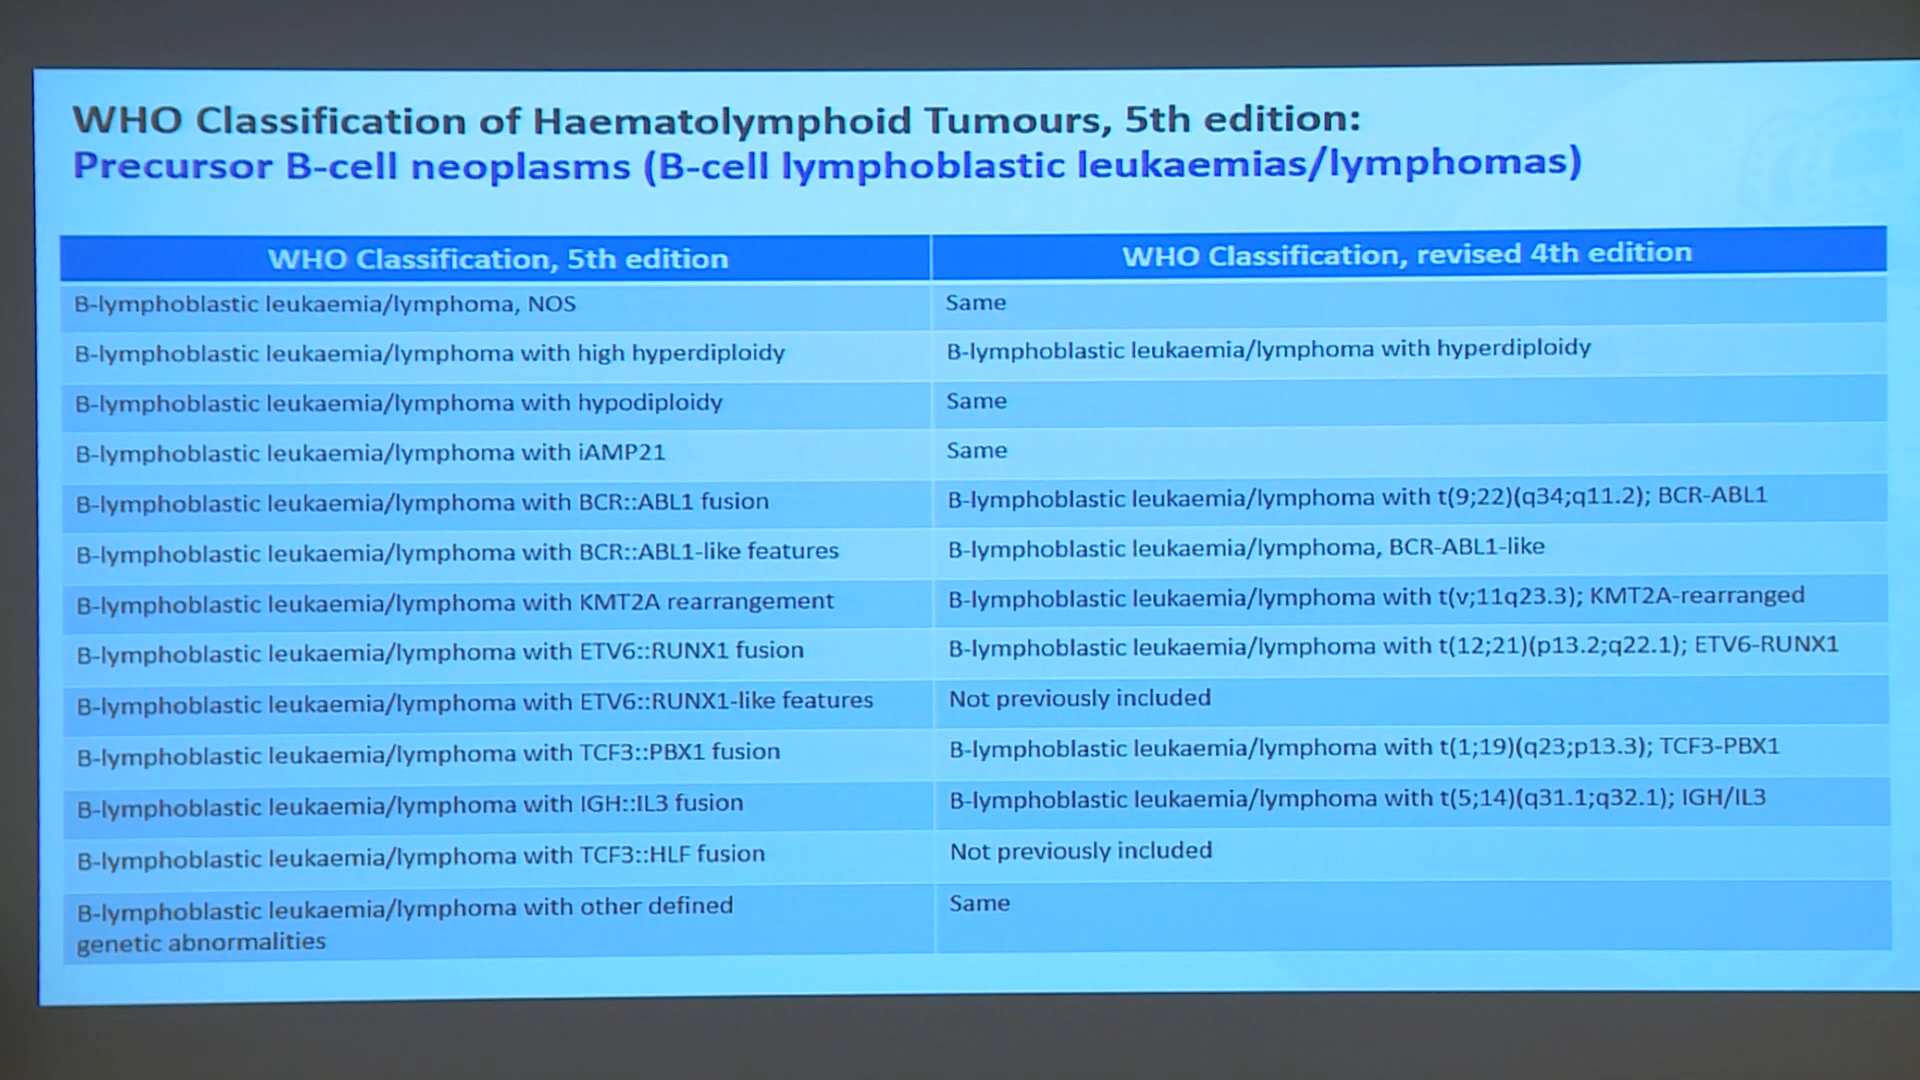 WHO Classification of Haematolymphoid Tumours, 5th edition:
Precursor B-cell neoplasms (B-cell lymphoblastic leukaemias/lymphomas)
WHO Classification, 5th edition
WHO Classification, revised 4th edition
B-lymphoblastic leukaemia/lymphoma, NOS
Same
B-lymphoblastic leukaemia/lymphoma with high hyperdiploidy
B-lymphoblastic leukaemia/lymphoma with hyperdiploidy
B-lymphoblastic leukaemia/lymphoma with hypodiploidy
Same
B-lymphoblastic leukaemia/lymphoma with iAMP21
Same
B-lymphoblastic leukaemia/lymphoma with BCR::ABL1 fusion
B-lymphoblastic leukaemia/lymphoma with t(9;22)(q34;q11.2); BCR-ABL1
B-lymphoblastic leukaemia/lymphoma with BCR::ABL1-like features
B-lymphoblastic leukaemia/lymphoma, BCR-ABL1-like
B-lymphoblastic leukaemia/lymphoma with KMT2A rearrangement
B-lymphoblastic leukaemia/lymphoma with t(v;11q23.3); KMT2A-rearranged
B-lymphoblastic leukaemia/lymphoma with ETV6::RUNX1 fusion
B-lymphoblastic leukaemia/lymphoma with t(12;21)(p13.2;q22.1); ETV6-RUNX1
B-lymphoblastic leukaemia/lymphoma with ETV6::RUNX1-like features
Not previously included
B-lymphoblastic leukaemia/lymphoma with TCF3::PBX1 fusion
B-lymphoblastic leukaemia/lymphoma with t(1;19)(q23;p13.3); TCF3-PBX1
B-lymphoblastic leukaemia/lymphoma with IGH::IL3 fusion
B-lymphoblastic leukaemia/lymphoma with t(5;14)(q31.1;q32.1); IGH/IL3
B-lymphoblastic leukaemia/lymphoma with TCF3::HLF fusion
Not previously included
B-lymphoblastic leukaemia/lymphoma with other defined
genetic abnormalities
Same